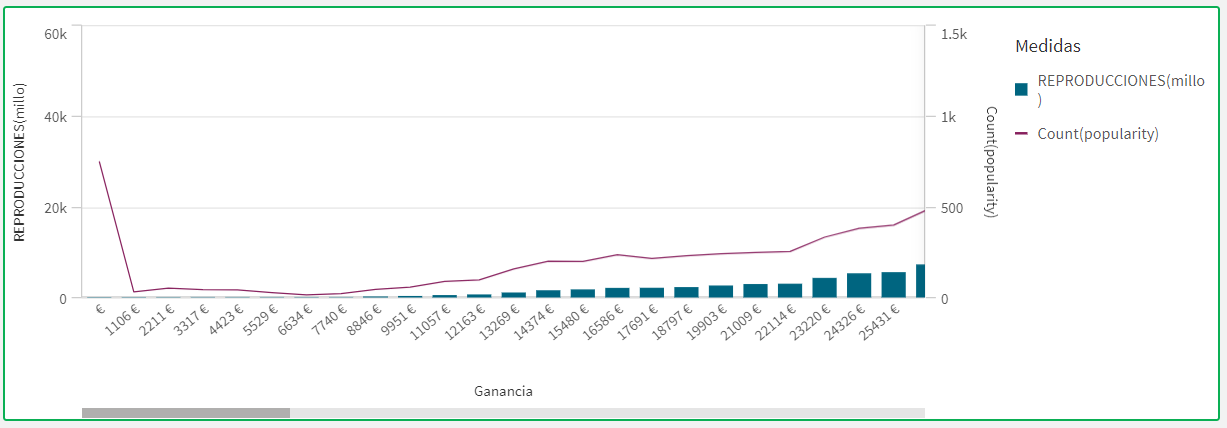 60k
40k
20k
0
REPRODUCCIONES(millo)
1.5k
1k
500
0
Count(popularity)
€
1106 €
2211 €
3317 €
4423 €
5529 €
6634 €
7740 €
8846 €
9951 €
11057 €
12163 €
13269 €
14374 €
15480 €
16586 €
17691 €
18797 €
19903 €
21009 €
22114 €
23220 €
24326 €
25431 €
Ganancia
Medidas
REPRODUCCIONES(millo
)
Count(popularity)